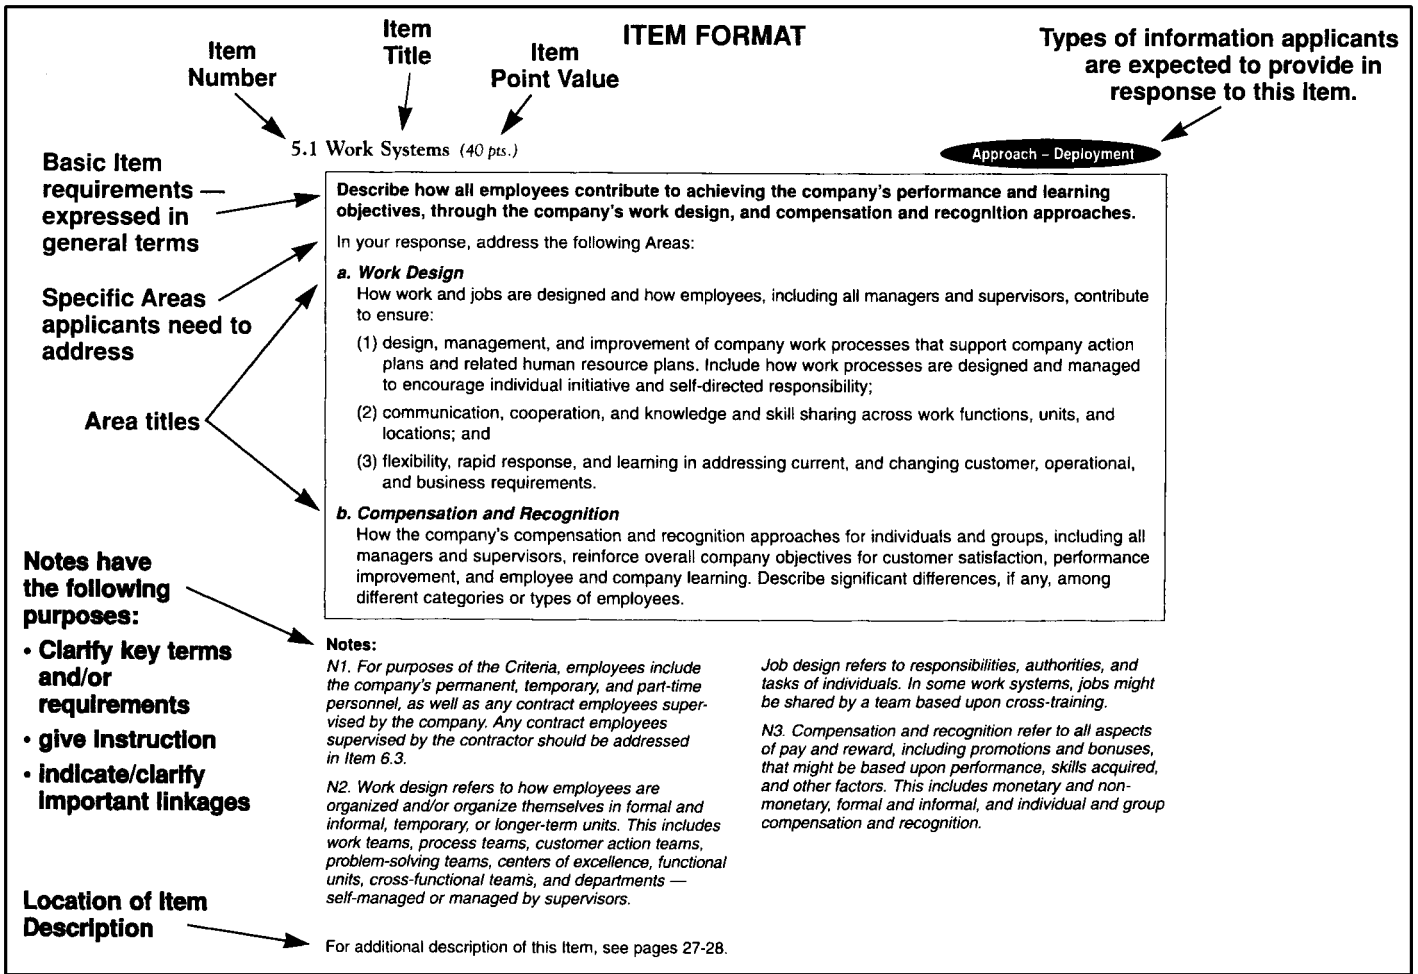 ITEM FORMAT
Item
Number
Item
Title
Item
Point Value
Types of information applicants
are expected to provide in
response to this Item.
5.1 Work Systems (40 pts.)
Approach – Deployment
Basic Item
requirements —
expressed in
general terms
Specific Areas
applicants need to
address
Area titles
Describe how all employees contribute to achieving the company's performance and learning
objectives, through the company's work design, and compensation and recognition approaches.
In your response, address the following Areas:
a. Work Design
How work and jobs are designed and how employees, including all managers and supervisors, contribute
to ensure:
(1) design, management, and improvement of company work processes that support company action
plans and related human resource plans. Include how work processes are designed and managed
to encourage individual initiative and self-directed responsibility;
(2) communication, cooperation, and knowledge and skill sharing across work functions, units, and
locations; and
(3) flexibility, rapid response, and learning in addressing current, and changing customer, operational,
and business requirements.
b. Compensation and Recognition
How the company's compensation and recognition approaches for individuals and groups, including all
managers and supervisors, reinforce overall company objectives for customer satisfaction, performance
improvement, and employee and company learning. Describe significant differences, if any, among
different categories or types of employees.
Notes have
the following
purposes:
• Clarify key terms
and/or
requirements
• give instruction
• indicate/clarify
important linkages
Notes:
N1. For purposes of the Criteria, employees include
the company's permanent, temporary, and part-time
personnel, as well as any contract employees super-
vised by the company. Any contract employees
supervised by the contractor should be addressed
in Item 6.3.
N2. Work design refers to how employees are
organized and/or organize themselves in formal and
informal, temporary, or longer-term units. This includes
work teams, process teams, customer action teams,
problem-solving teams, centers of excellence, functional
units, cross-functional teams, and departments —
self-managed or managed by supervisors.
Job design refers to responsibilities, authorities, and
tasks of individuals. In some work systems, jobs might
be shared by a team based upon cross-training.
N3. Compensation and recognition refer to all aspects
of pay and reward, including promotions and bonuses,
that might be based upon performance, skills acquired,
and other factors. This includes monetary and non-
monetary, formal and informal, and individual and group
compensation and recognition.
Location of Item
Description
For additional description of this Item, see pages 27-28.